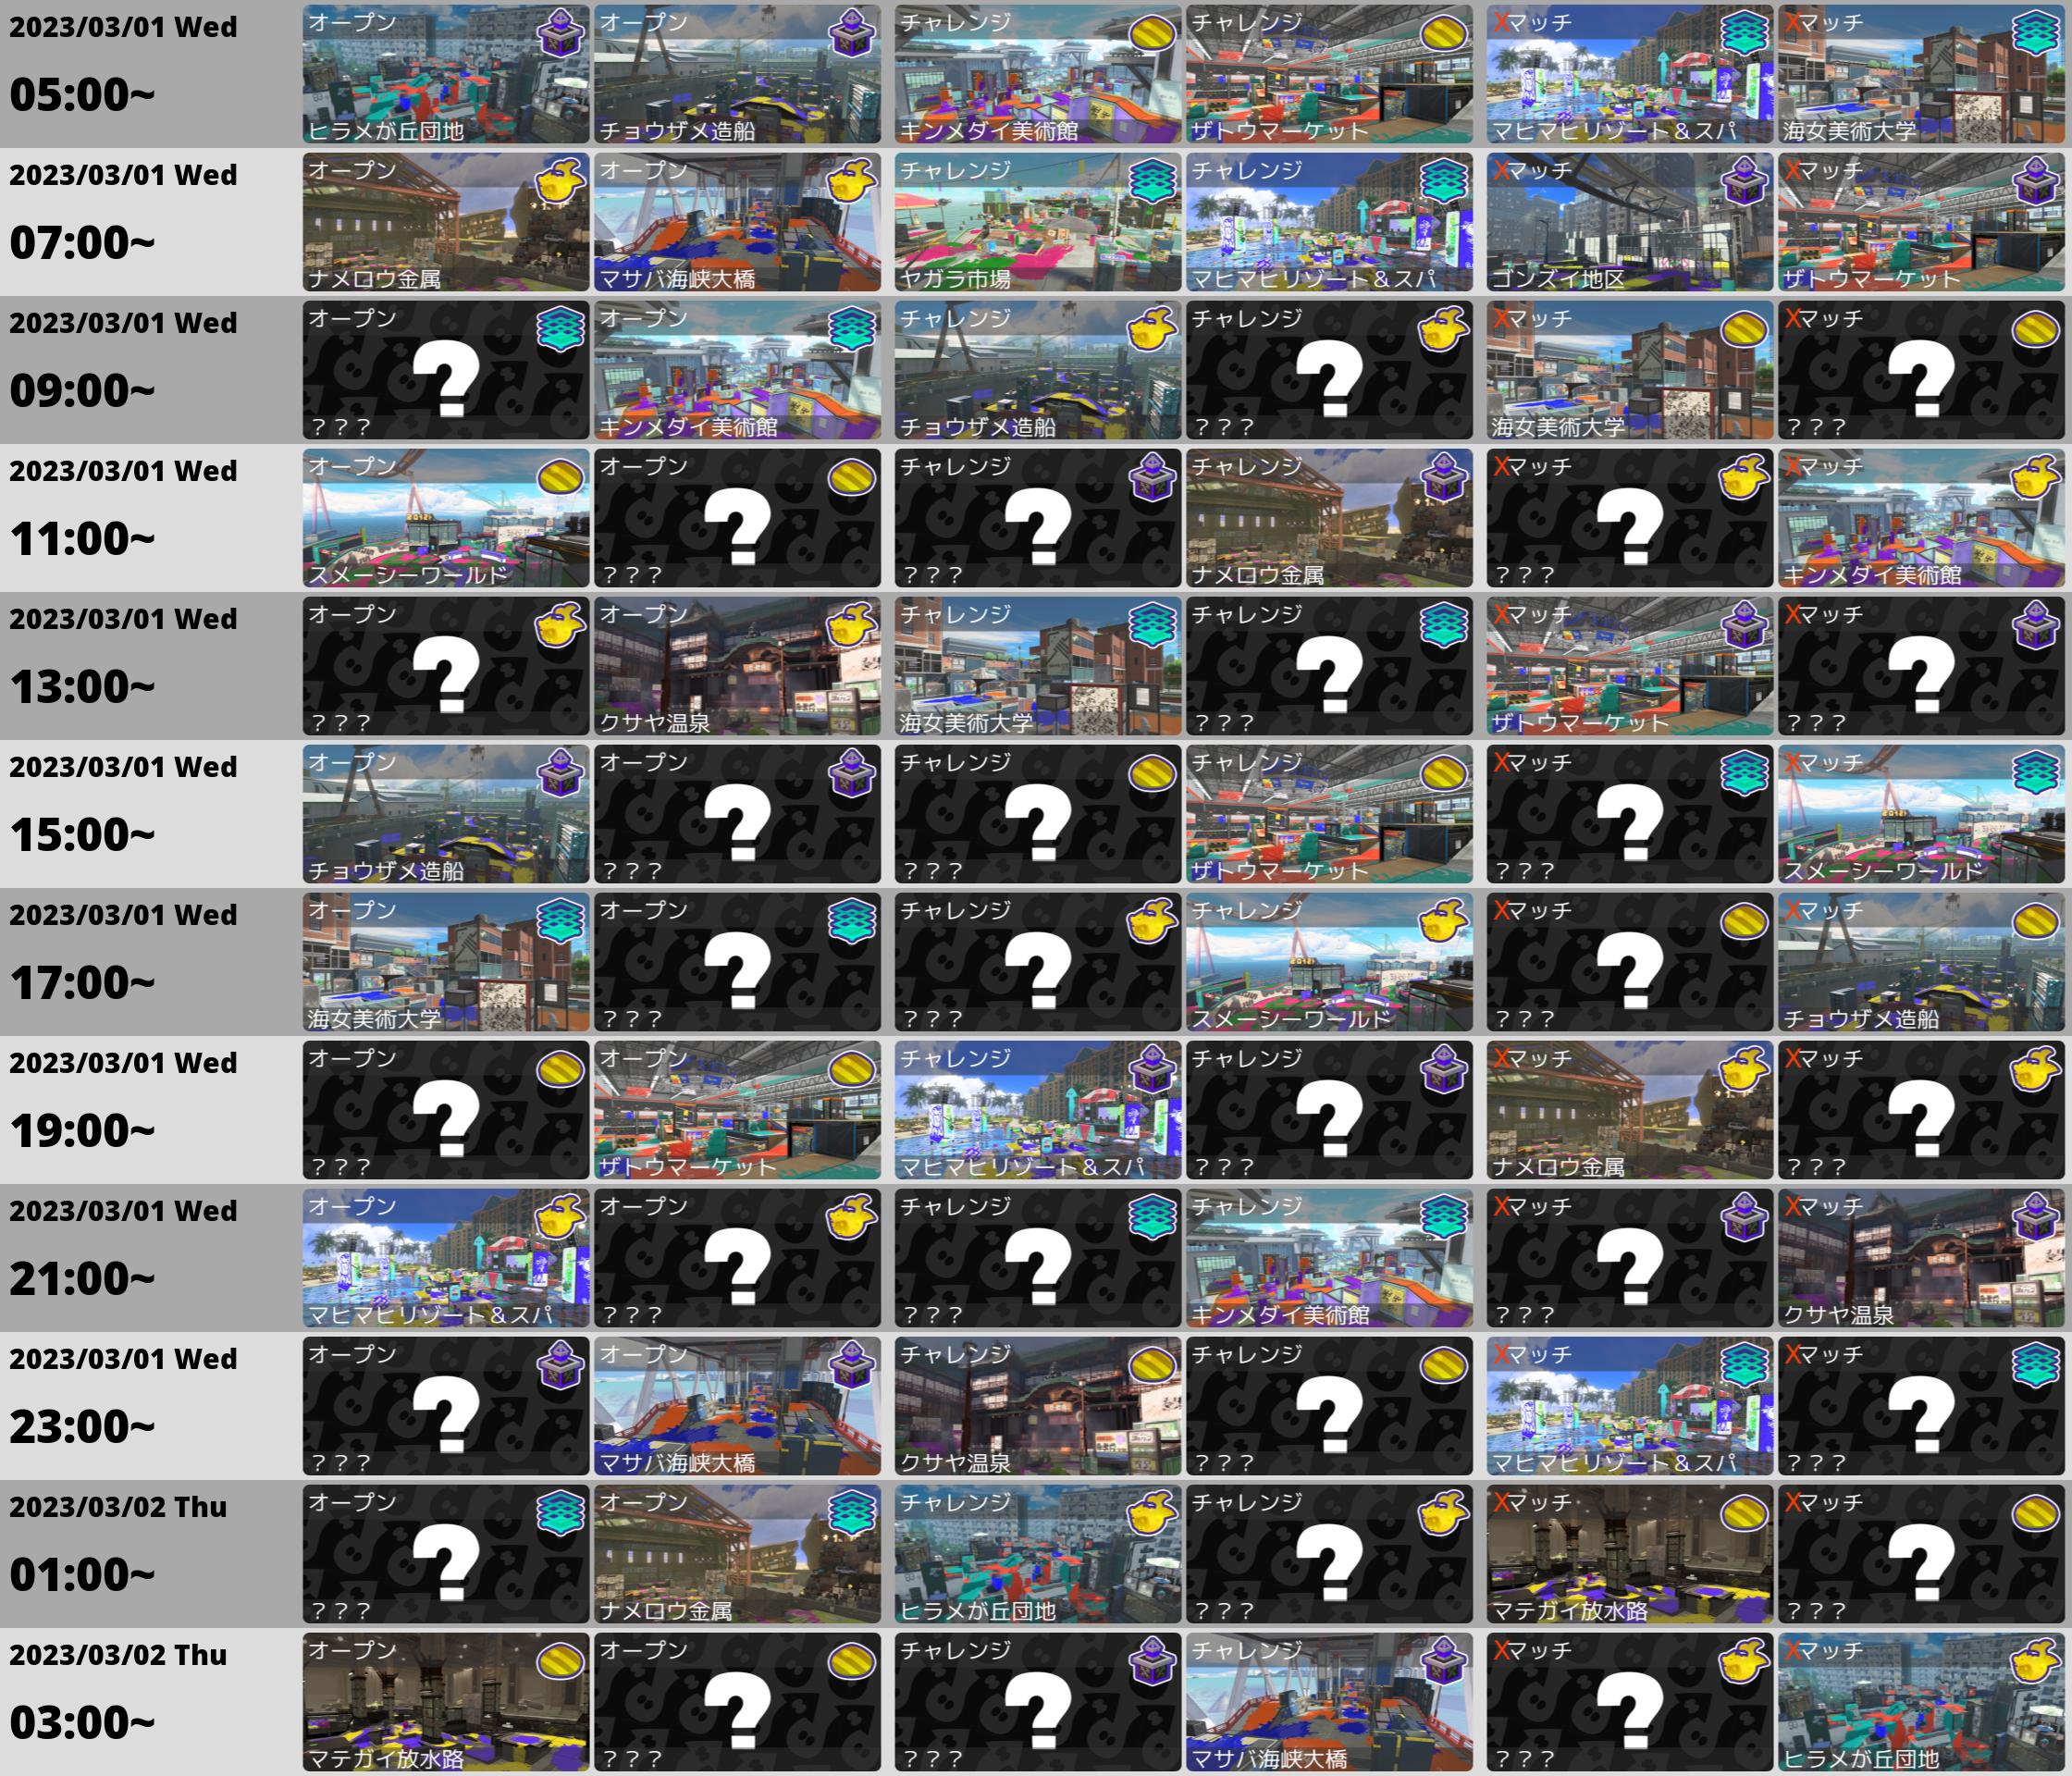 2023/03/01 Wed
05:00~
オープン
ヒラメが丘団地
オープン
チョウザメ造船
チャレンジ
キンメダイ美術館
チャレンジ
ザトウマーケット
Xマッチ
マヒマヒリゾート＆スパ
Xマッチ
海女美術大学
2023/03/01 Wed
07:00~
オープン
ナメロウ金属
オープン
マサバ海峡大橋
チャレンジ
ヤガラ市場
チャレンジ
マヒマヒリゾート＆スパ
Xマッチ
ゴンズイ地区
Xマッチ
ザトウマーケット
2023/03/01 Wed
09:00~
オープン
?
？？？
オープン
キンメダイ美術館
チャレンジ
チョウザメ造船
チャレンジ
?
？？？
Xマッチ
海女美術大学
Xマッチ
?
？？？
2023/03/01 Wed
11:00~
オープン
スメーシーワールド
オープン
?
？？？
チャレンジ
?
？？？
チャレンジ
ナメロウ金属
Xマッチ
?
？？？
Xマッチ
キンメダイ美術館
2023/03/01 Wed
13:00~
オープン
?
？？？
オープン
クサヤ温泉
チャレンジ
海女美術大学
チャレンジ
?
？？？
Xマッチ
ザトウマーケット
Xマッチ
?
？？？
2023/03/01 Wed
15:00~
オープン
チョウザメ造船
オープン
?
？？？
チャレンジ
?
？？？
チャレンジ
ザトウマーケット
Xマッチ
?
？？？
Xマッチ
スメーシーワールド
2023/03/01 Wed
17:00~
オープン
海女美術大学
オープン
?
？？？
チャレンジ
?
？？？
チャレンジ
スメーシーワールド
Xマッチ
?
？？？
Xマッチ
チョウザメ造船
2023/03/01 Wed
19:00~
オープン
?
？？？
オープン
ザトウマーケット
チャレンジ
マヒマヒリゾート＆スパ
チャレンジ
?
？？？
Xマッチ
ナメロウ金属
Xマッチ
?
？？？
2023/03/01 Wed
21:00~
オープン
マヒマヒリゾート＆スパ
オープン
?
？？？
チャレンジ
?
？？？
チャレンジ
キンメダイ美術館
Xマッチ
?
？？？
Xマッチ
クサヤ温泉
2023/03/01 Wed
23:00~
オープン
?
？？？
オープン
マサバ海峡大橋
チャレンジ
クサヤ温泉
チャレンジ
?
？？？
Xマッチ
マヒマヒリゾート＆スパ
Xマッチ
?
？？？
2023/03/02 Thu
01:00~
オープン
?
？？？
オープン
ナメロウ金属
チャレンジ
ヒラメが丘団地
チャレンジ
?
？？？
Xマッチ
マテガイ放水路
Xマッチ
?
？？？
2023/03/02 Thu
03:00~
オープン
マテガイ放水路
オープン
?
？？？
チャレンジ
?
？？？
チャレンジ
マサバ海峡大橋
Xマッチ
?
？？？
Xマッチ
ヒラメが丘団地